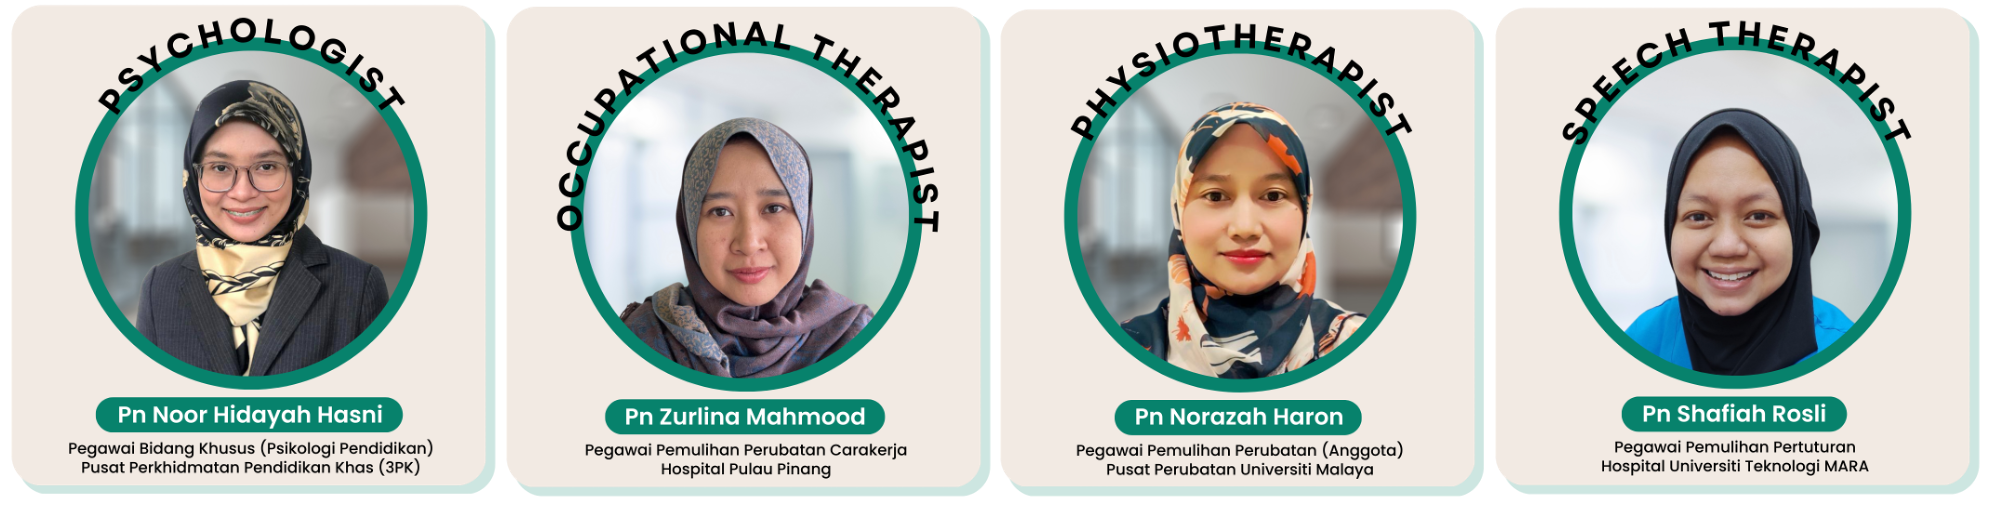 PSYCHOLOGIST
Pn Noor Hidayah Hasni
Pegawai Bidang Khusus (Psikologi Pendidikan)
Pusat Perkhidmatan Pendidikan Khas (3PK)
OCCUPATIONAL THERAPIST
Pn Zurlina Mahmood
Pegawai Pemulihan Perubatan Carakerja
Hospital Pulau Pinang
PHYSIOTHERAPIST
Pn Norazah Haron
Pegawai Pemulihan Perubatan (Anggota)
Pusat Perubatan Universiti Malaya
SPEECH THERAPIST
Pn Shafiah Rosli
Pegawai Pemulihan Pertuturan
Hospital Universiti Teknologi MARA